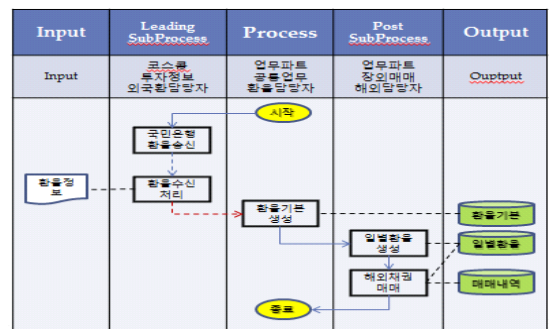 Input
Leading
SubProcess
Process
Post
SubProcess
Output
Input
코스콤
투자정보
외국환담당자
업무파트
공통업무
환율담당자
업무파트
장외매매
해외담당자
Ouptput
시작
국민은행
환율송신
환율정
보
환율수신
처리
환율기본
생성
환율기본
일별환율
생성
일별환율
해외채권
매매
매매내역
종료